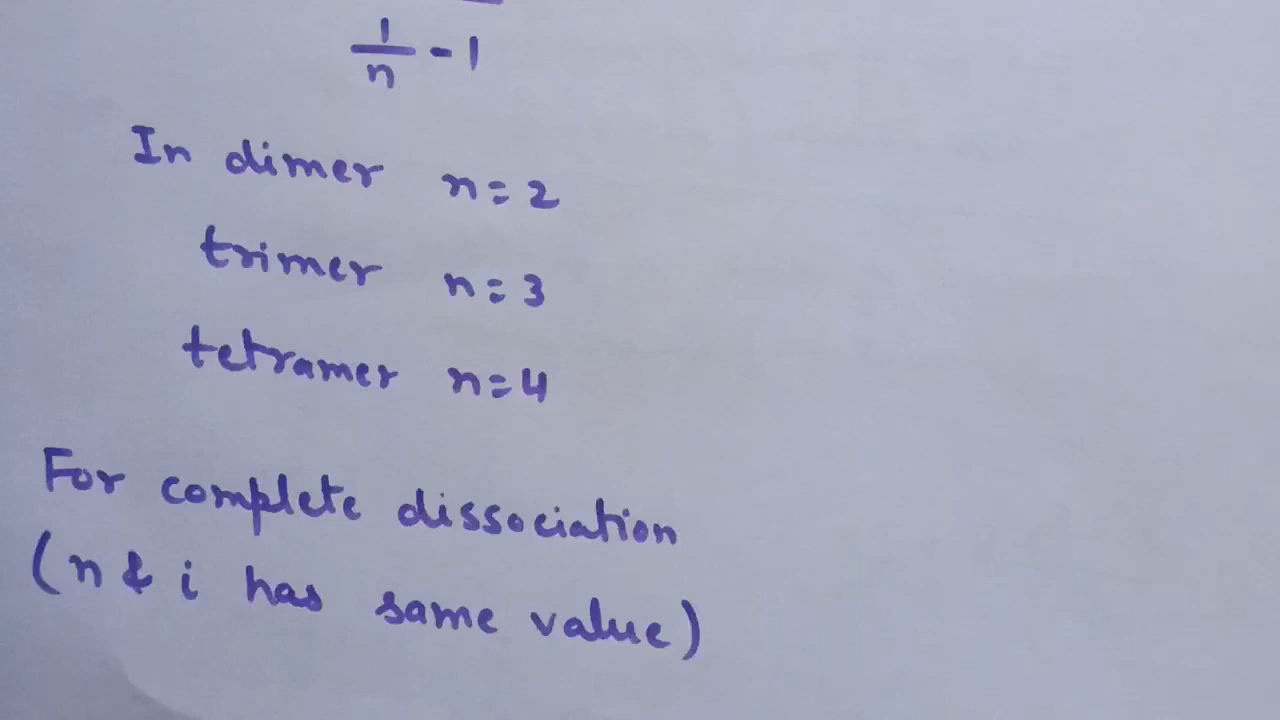 1/n - 1
In dimer n=2
trimer n=3
tetramer n=4
For complete dissociation
(n & i has same value)